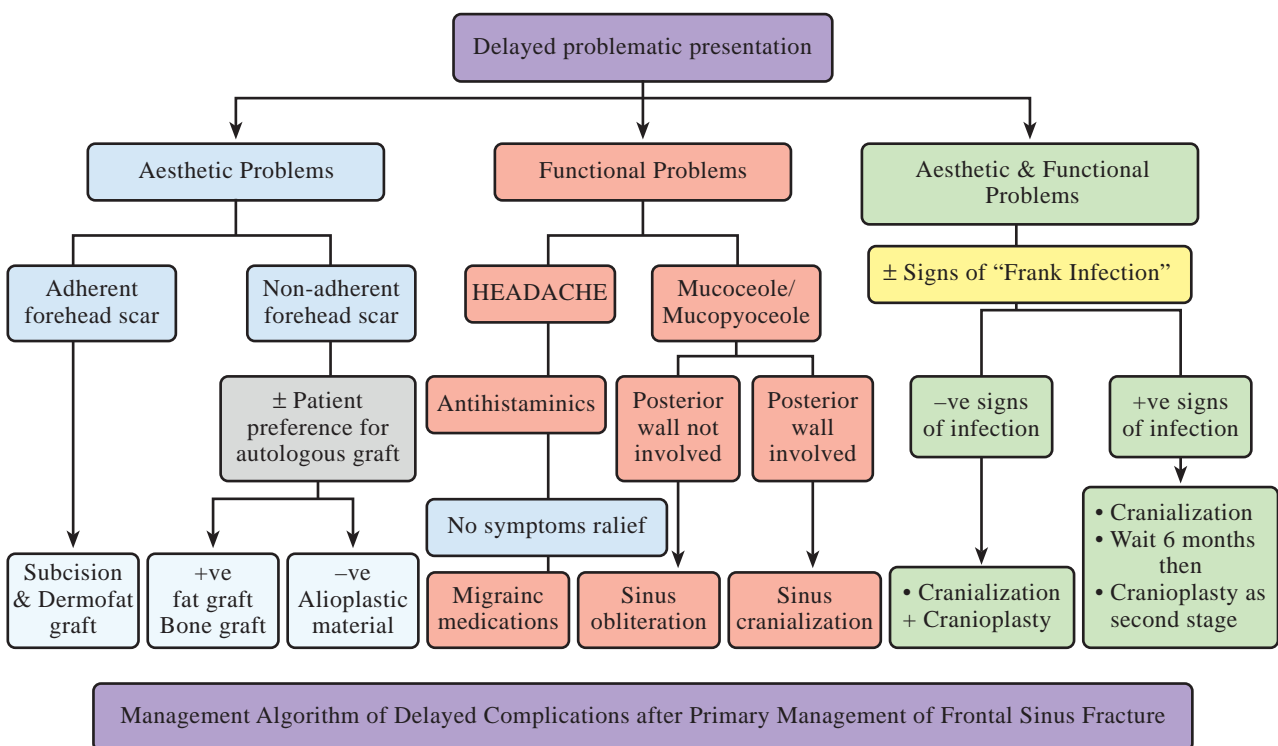 Delayed problematic presentation
Aesthetic Problems
Functional Problems
Aesthetic & Functional
Problems
± Signs of “Frank Infection”
Adherent
forehead scar
Non-adherent
forehead scar
HEADACHE
Mucoceole/
Mucopyoceole
± Patient
preference for
autologous graft
Antihistaminics
Posterior
wall not
involved
Posterior
wall
involved
–ve signs
of infection
+ve signs
of infection
No symptoms ralief
Subcision
& Dermofat
graft
+ve
fat graft
Bone graft
–ve
Alioplastic
material
Migrainc
medications
Sinus
obliteration
Sinus
cranialization
• Cranialization
+ Cranioplasty
• Cranialization
• Wait 6 months
then
• Cranioplasty as
second stage
Management Algorithm of Delayed Complications after Primary Management of Frontal Sinus Fracture